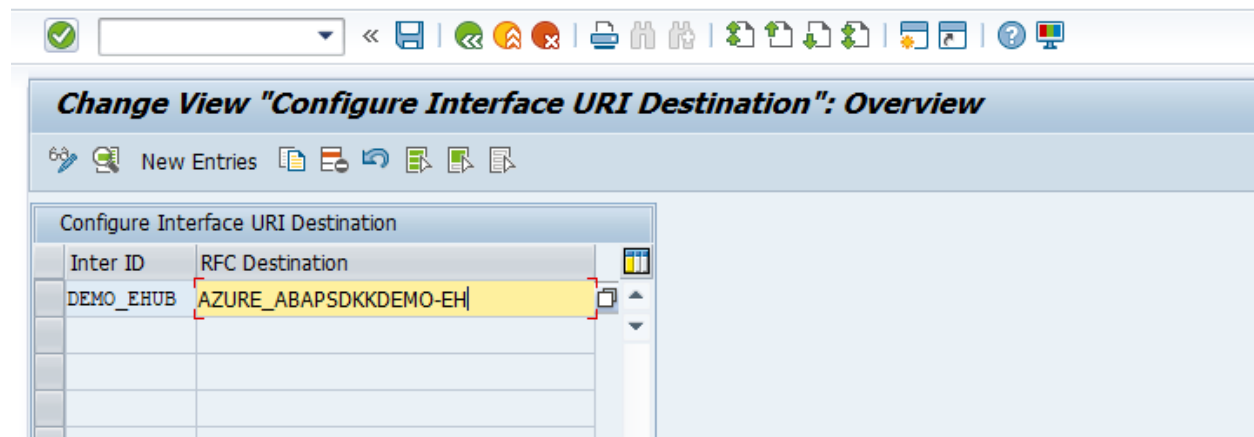 Change View "Configure Interface URI Destination": Overview
New Entries
Configure Interface URI Destination
Inter ID RFC Destination
DEMO_EHUB AZURE_ABAPSDKKDEMO-EH